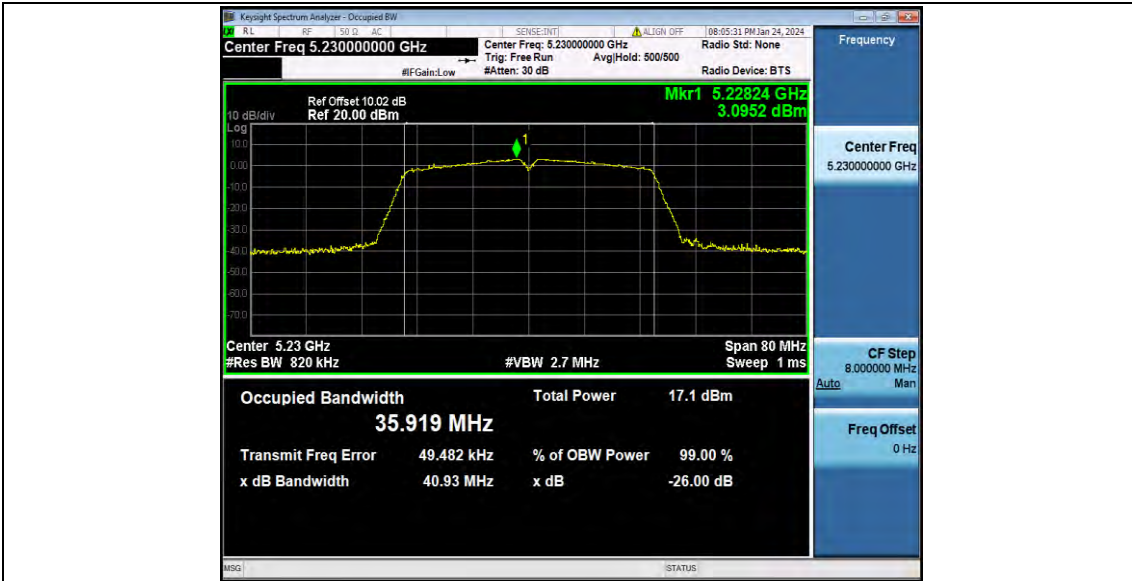 Keysight Spectrum Analyzer - Occupied BW
RL RF 50 Ω AC SENSE:INT ALIGN OFF 08:05:31 PM Jan 24, 2024
Center Freq 5.230000000 GHz
Center Freq: 5.230000000 GHz
Radio Std: None
Trig: Free Run Avg|Hold: 500/500
#IFGain:Low
#Atten: 30 dB
Radio Device: BTS
Mkr1 5.22824 GHz
3.0952 dBm
Ref Offset 10.02 dB
10 dB/div Ref 20.00 dBm
Log
1
10.0
0.00
-10.0
-20.0
-30.0
-40.0
-50.0
-60.0
-70.0
Center 5.23 GHz Span 80 MHz
#Res BW 820 kHz #VBW 2.7 MHz Sweep 1 ms
Occupied Bandwidth Total Power 17.1 dBm
35.919 MHz
Transmit Freq Error 49.482 kHz % of OBW Power 99.00 %
x dB Bandwidth 40.93 MHz x dB -26.00 dB
MSG STATUS
Frequency
Center Freq
5.230000000 GHz
CF Step
8.000000 MHz
Auto Man
Freq Offset
0 Hz